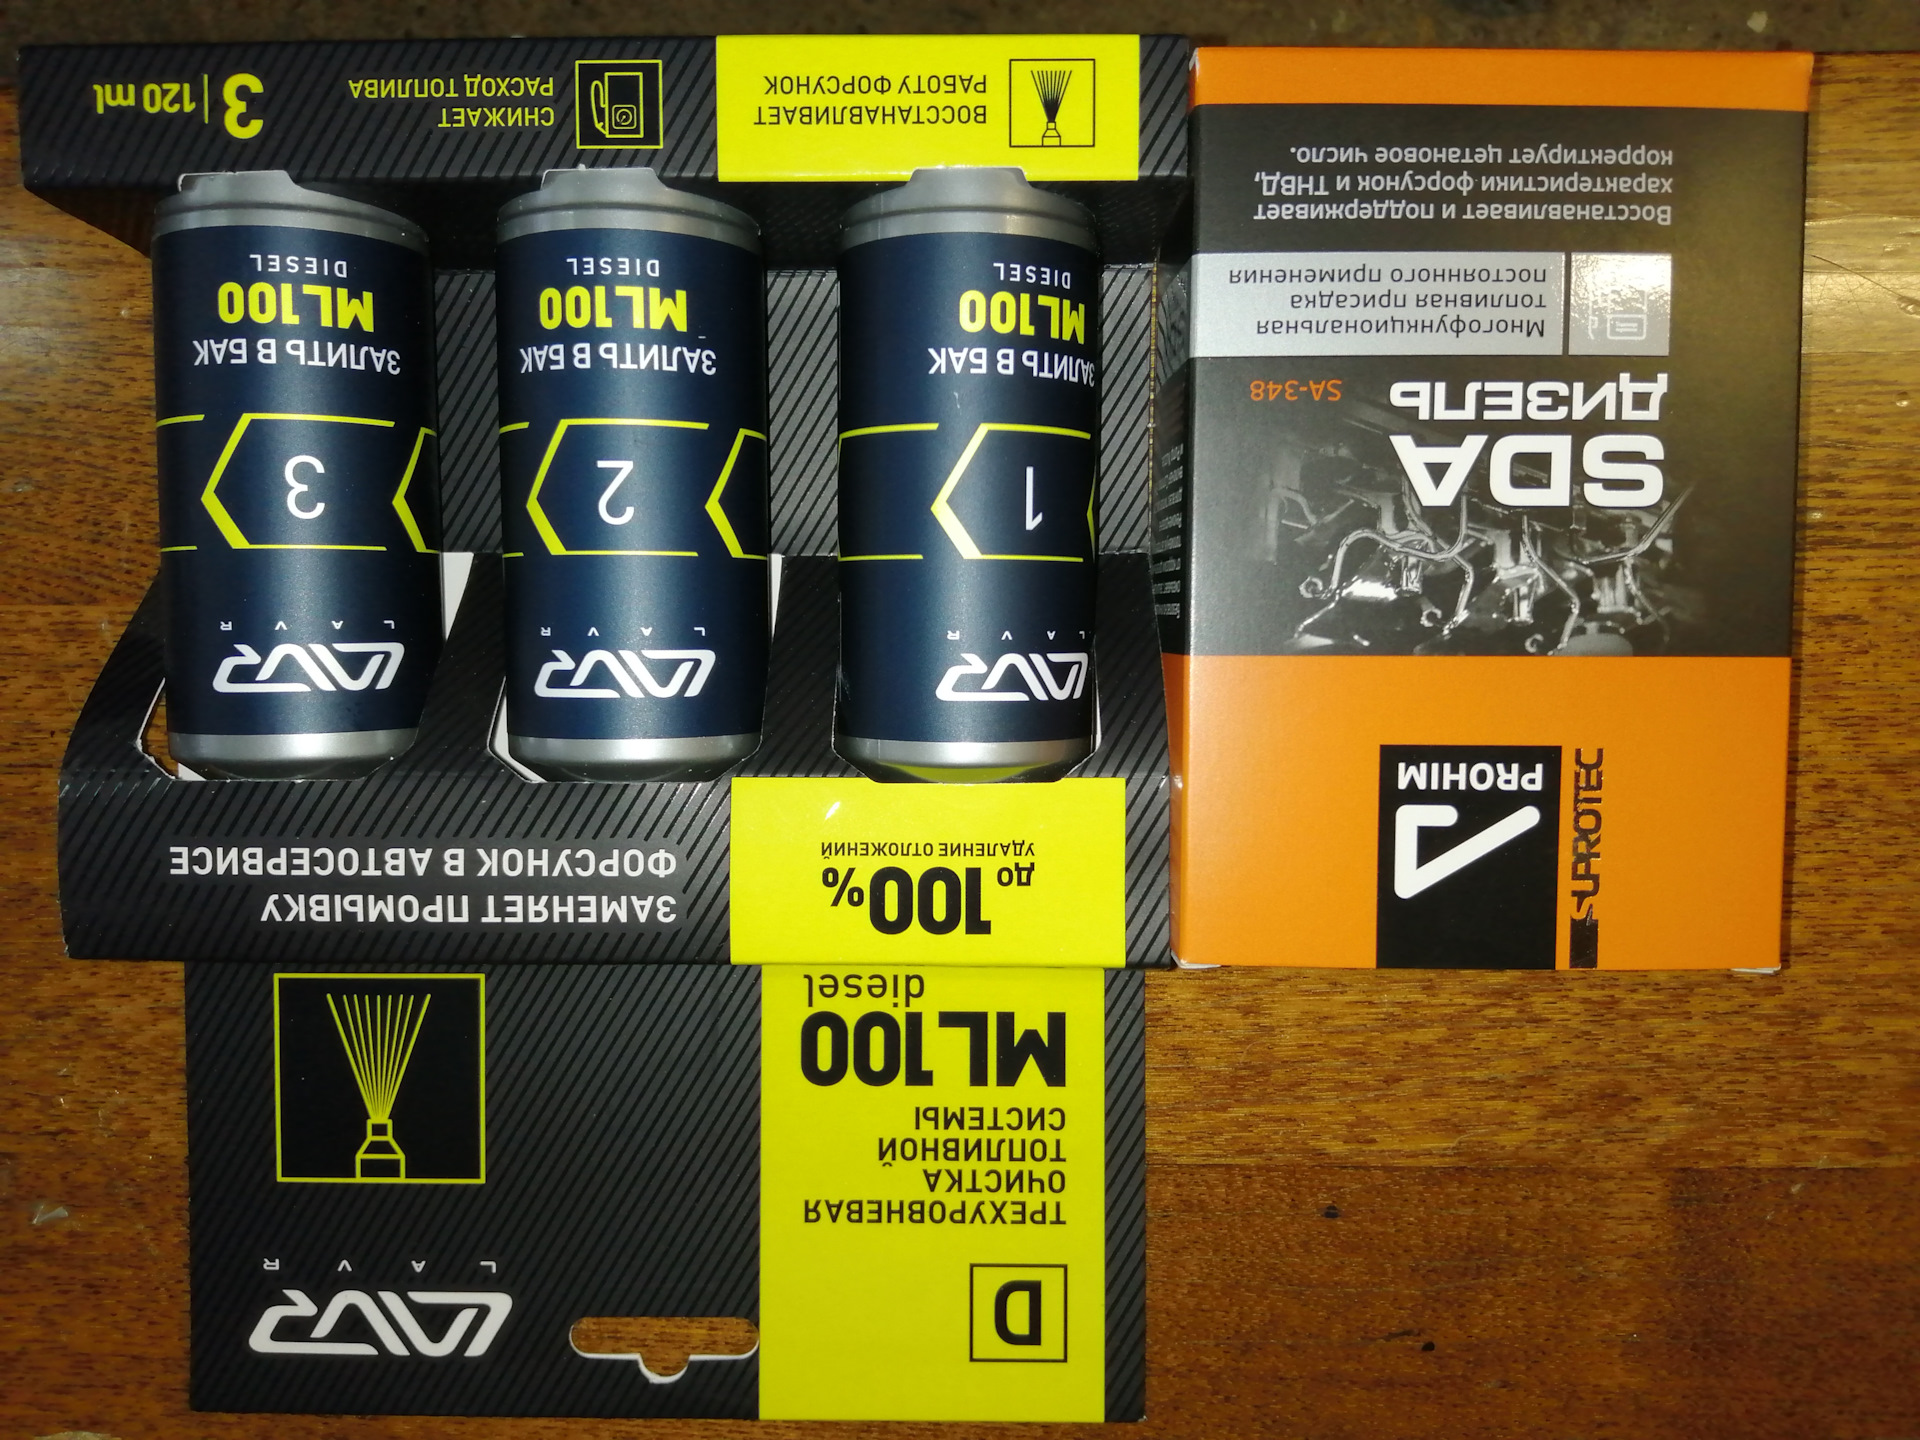 LAVR
D
ТРЕХУРОВНЕВАЯ
ОЧИСТКА
ТОПЛИВНОЙ
СИСТЕМЫ
ML100
diesel
ДО 100%
УДАЛЕНИЕ ОТЛОЖЕНИЙ
ЗАМЕНЯЕТ ПРОМЫВКУ
ФОРСУНОК В АВТОСЕРВИСЕ
LAVR
1
ЗАЛИТЬ В БАК
ML100
DIESEL
LAVR
2
ЗАЛИТЬ В БАК
ML100
DIESEL
LAVR
3
ЗАЛИТЬ В БАК
ML100
DIESEL
ВОССТАНАВЛИВАЕТ
РАБОТУ ФОРСУНОК
СНИЖАЕТ
РАСХОД ТОПЛИВА
3 | 120 ml
SUPROTEC
PROHIM
SDA
ДИЗЕЛЬ
SA-348
Многофункциональная
топливная присадка
постоянного применения
Восстанавливает и поддерживает
характеристики форсунок и ТНВД,
корректирует цетановое число.